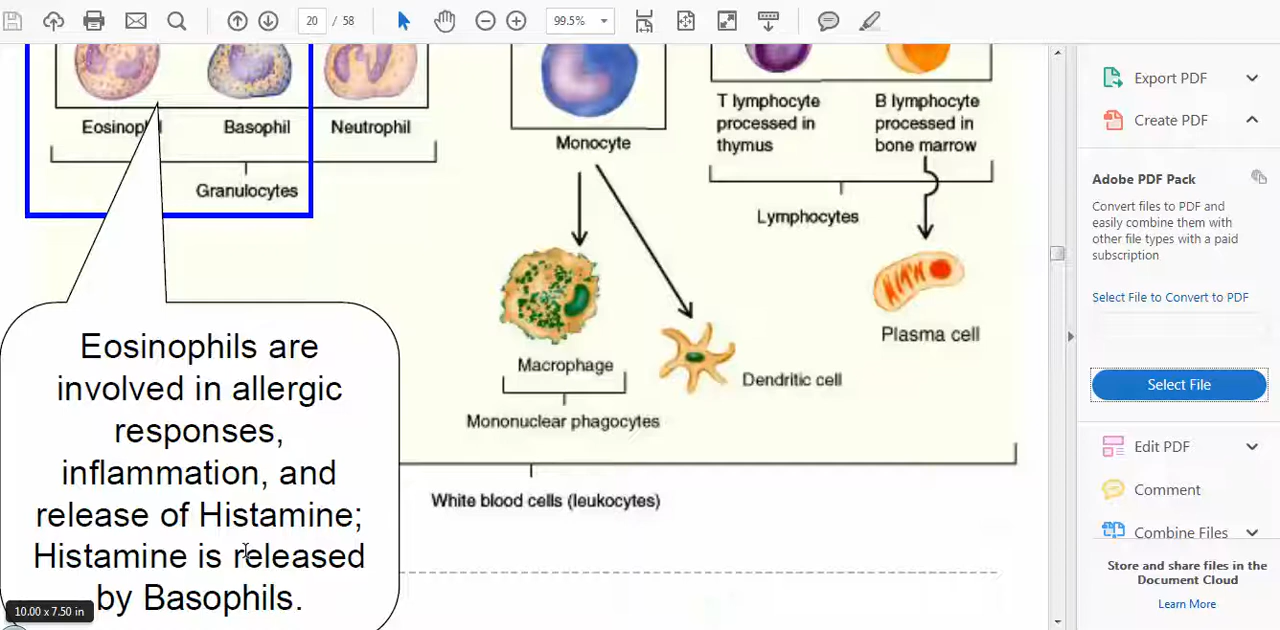 20 / 58
99.5%
Export PDF
Create PDF
Adobe PDF Pack
Convert files to PDF and
easily combine them with
other file types with a paid
subscription
Select File to Convert to PDF
Select File
Edit PDF
Comment
Combine Files
Store and share files in the
Document Cloud
Learn More
Basophil
Neutrophil
Granulocytes
Monocyte
T lymphocyte
processed in
thymus
B lymphocyte
processed in
bone marrow
Lymphocytes
Macrophage
Mononuclear phagocytes
Dendritic cell
Plasma cell
White blood cells (leukocytes)
Eosinophils are
involved in allergic
responses,
inflammation, and
release of Histamine;
Histamine is released
by Basophils.
10.00 x 7.50 in